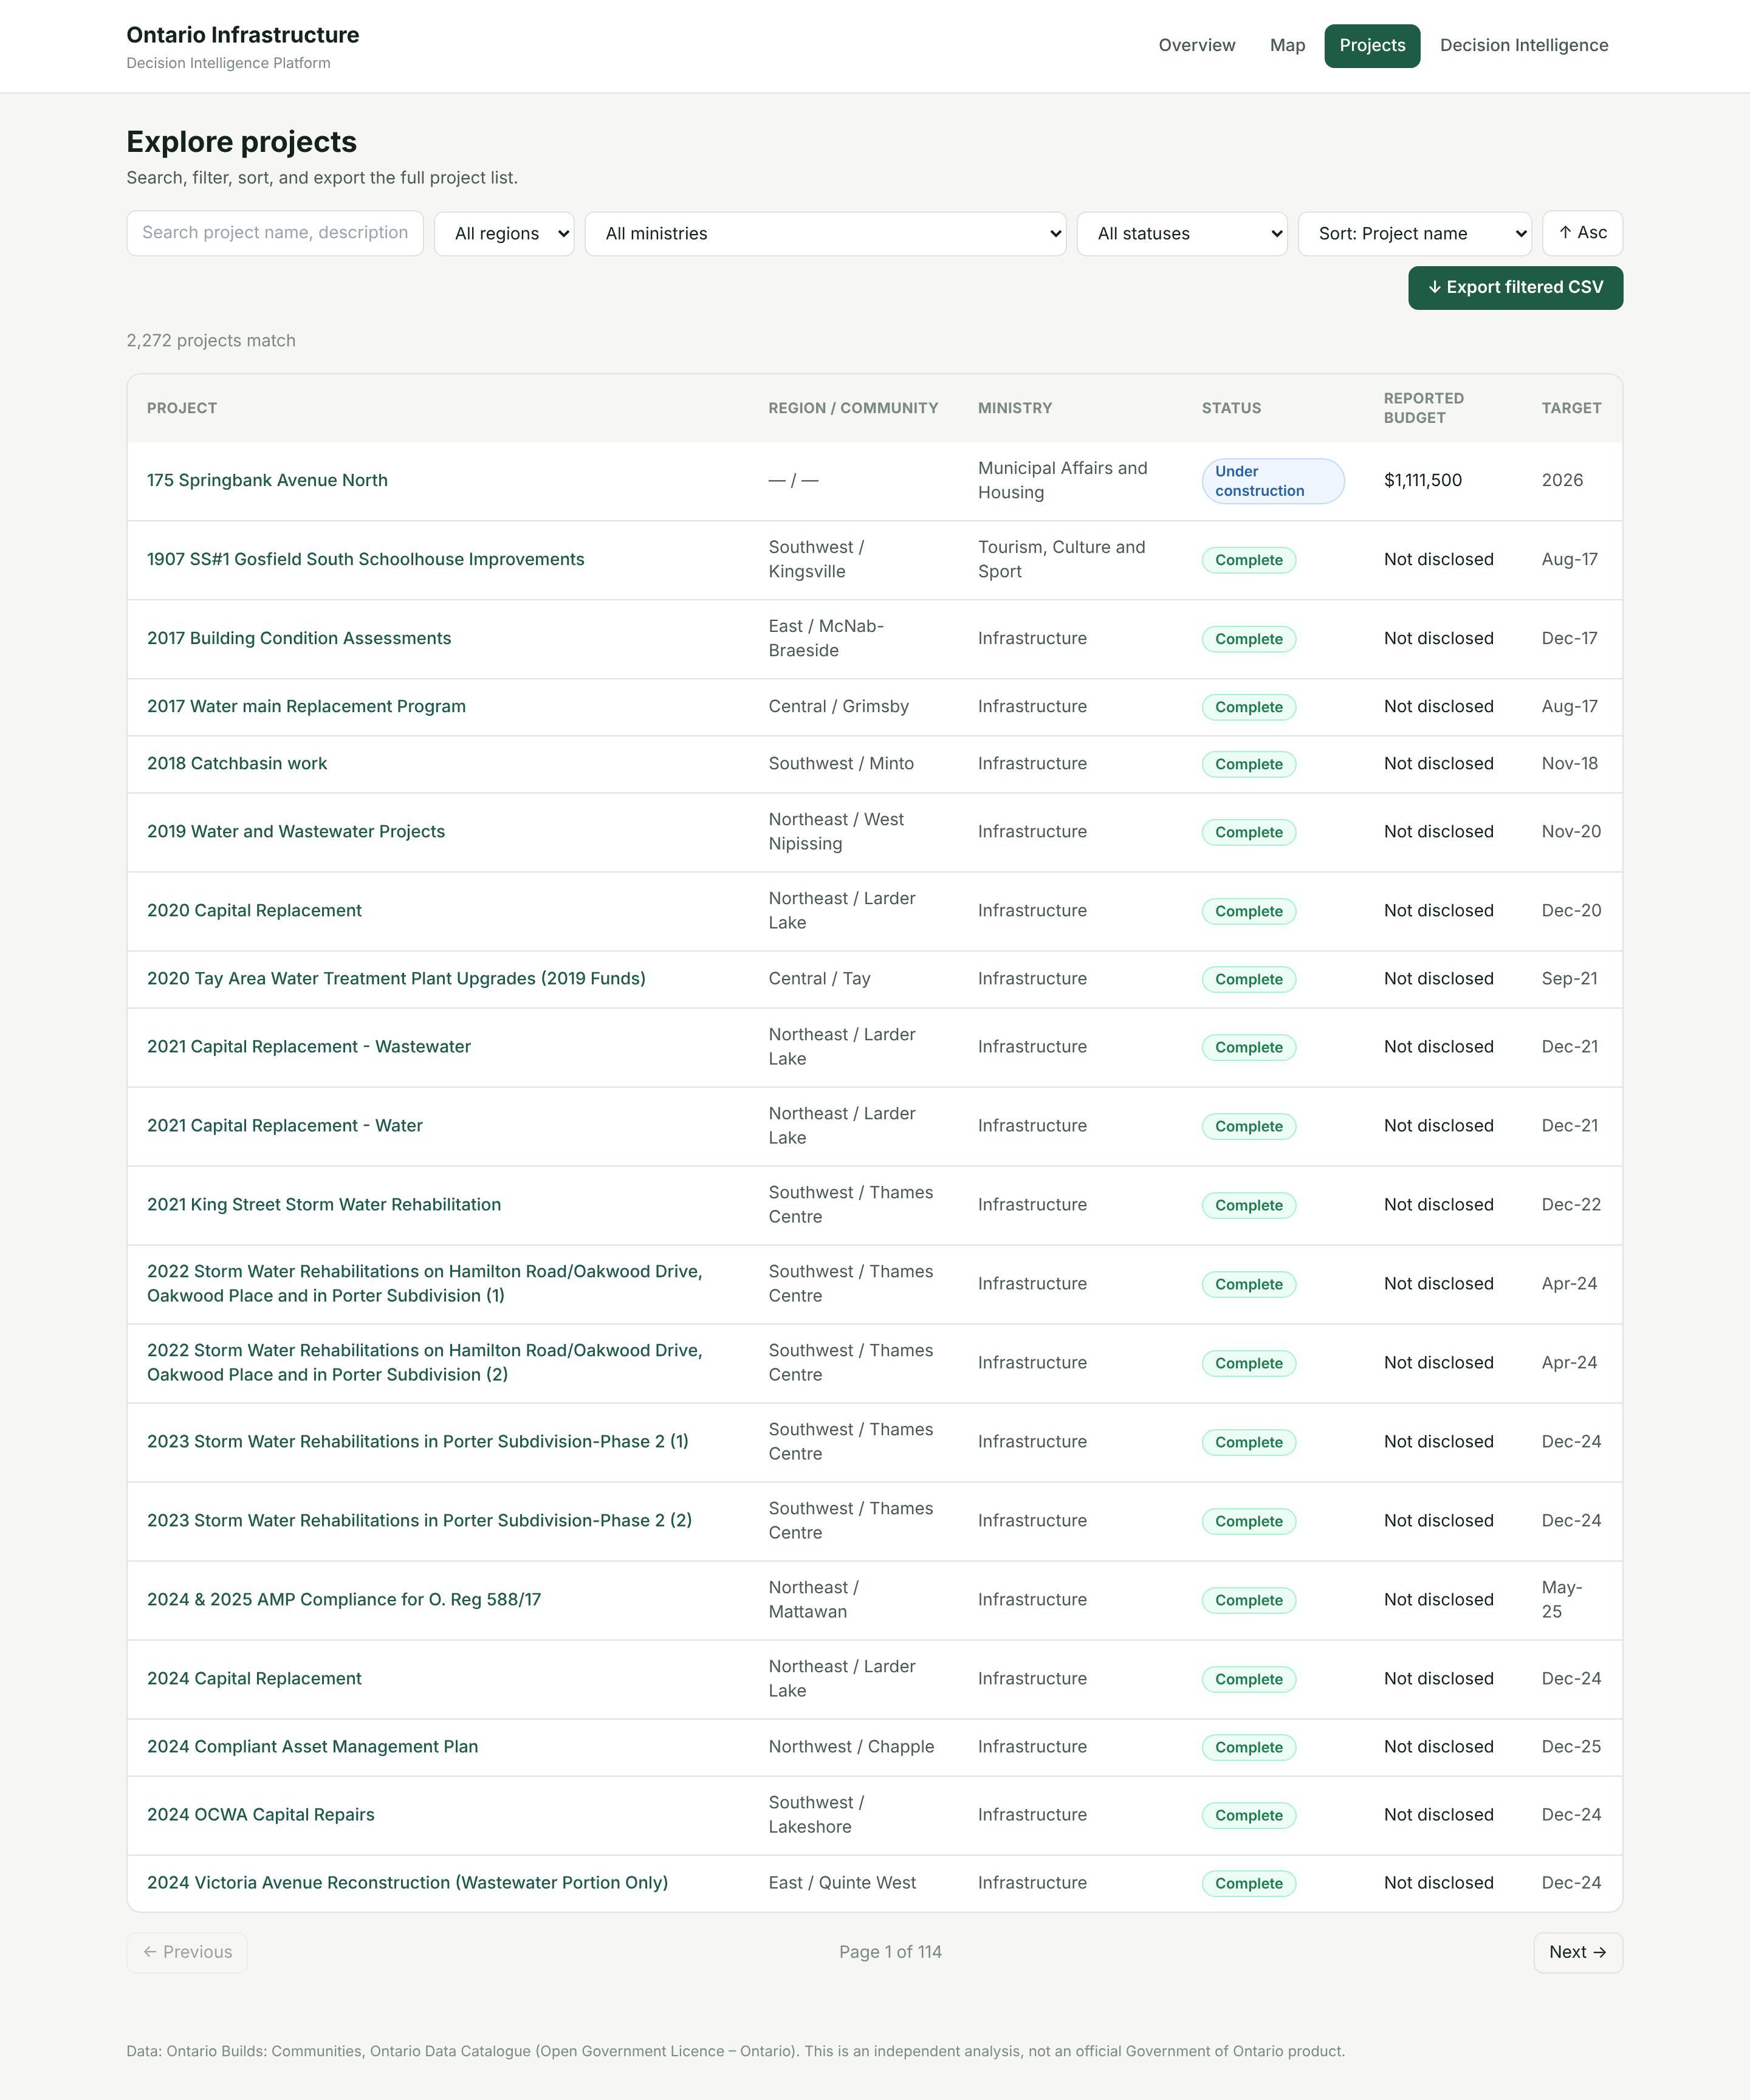 Ontario Infrastructure
Decision Intelligence Platform
Overview
Map
Projects
Decision Intelligence
Explore projects
Search, filter, sort, and export the full project list.
Search project name, description
All regions
All ministries
All statuses
Sort: Project name
↑ Asc
↓ Export filtered CSV
2,272 projects match
PROJECT
REGION / COMMUNITY
MINISTRY
STATUS
REPORTED
BUDGET
TARGET
175 Springbank Avenue North
— / —
Municipal Affairs and
Housing
Under
construction
$1,111,500
2026
1907 SS#1 Gosfield South Schoolhouse Improvements
Southwest /
Kingsville
Tourism, Culture and
Sport
Complete
Not disclosed
Aug-17
2017 Building Condition Assessments
East / McNab-
Braeside
Infrastructure
Complete
Not disclosed
Dec-17
2017 Water main Replacement Program
Central / Grimsby
Infrastructure
Complete
Not disclosed
Aug-17
2018 Catchbasin work
Southwest / Minto
Infrastructure
Complete
Not disclosed
Nov-18
2019 Water and Wastewater Projects
Northeast / West
Nipissing
Infrastructure
Complete
Not disclosed
Nov-20
2020 Capital Replacement
Northeast / Larder
Lake
Infrastructure
Complete
Not disclosed
Dec-20
2020 Tay Area Water Treatment Plant Upgrades (2019 Funds)
Central / Tay
Infrastructure
Complete
Not disclosed
Sep-21
2021 Capital Replacement - Wastewater
Northeast / Larder
Lake
Infrastructure
Complete
Not disclosed
Dec-21
2021 Capital Replacement - Water
Northeast / Larder
Lake
Infrastructure
Complete
Not disclosed
Dec-21
2021 King Street Storm Water Rehabilitation
Southwest / Thames
Centre
Infrastructure
Complete
Not disclosed
Dec-22
2022 Storm Water Rehabilitations on Hamilton Road/Oakwood Drive,
Oakwood Place and in Porter Subdivision (1)
Southwest / Thames
Centre
Infrastructure
Complete
Not disclosed
Apr-24
2022 Storm Water Rehabilitations on Hamilton Road/Oakwood Drive,
Oakwood Place and in Porter Subdivision (2)
Southwest / Thames
Centre
Infrastructure
Complete
Not disclosed
Apr-24
2023 Storm Water Rehabilitations in Porter Subdivision-Phase 2 (1)
Southwest / Thames
Centre
Infrastructure
Complete
Not disclosed
Dec-24
2023 Storm Water Rehabilitations in Porter Subdivision-Phase 2 (2)
Southwest / Thames
Centre
Infrastructure
Complete
Not disclosed
Dec-24
2024 & 2025 AMP Compliance for O. Reg 588/17
Northeast /
Mattawan
Infrastructure
Complete
Not disclosed
May-
25
2024 Capital Replacement
Northeast / Larder
Lake
Infrastructure
Complete
Not disclosed
Dec-24
2024 Compliant Asset Management Plan
Northwest / Chapple
Infrastructure
Complete
Not disclosed
Dec-25
2024 OCWA Capital Repairs
Southwest /
Lakeshore
Infrastructure
Complete
Not disclosed
Dec-24
2024 Victoria Avenue Reconstruction (Wastewater Portion Only)
East / Quinte West
Infrastructure
Complete
Not disclosed
Dec-24
← Previous
Page 1 of 114
Next →
Data: Ontario Builds: Communities, Ontario Data Catalogue (Open Government Licence – Ontario). This is an independent analysis, not an official Government of Ontario product.